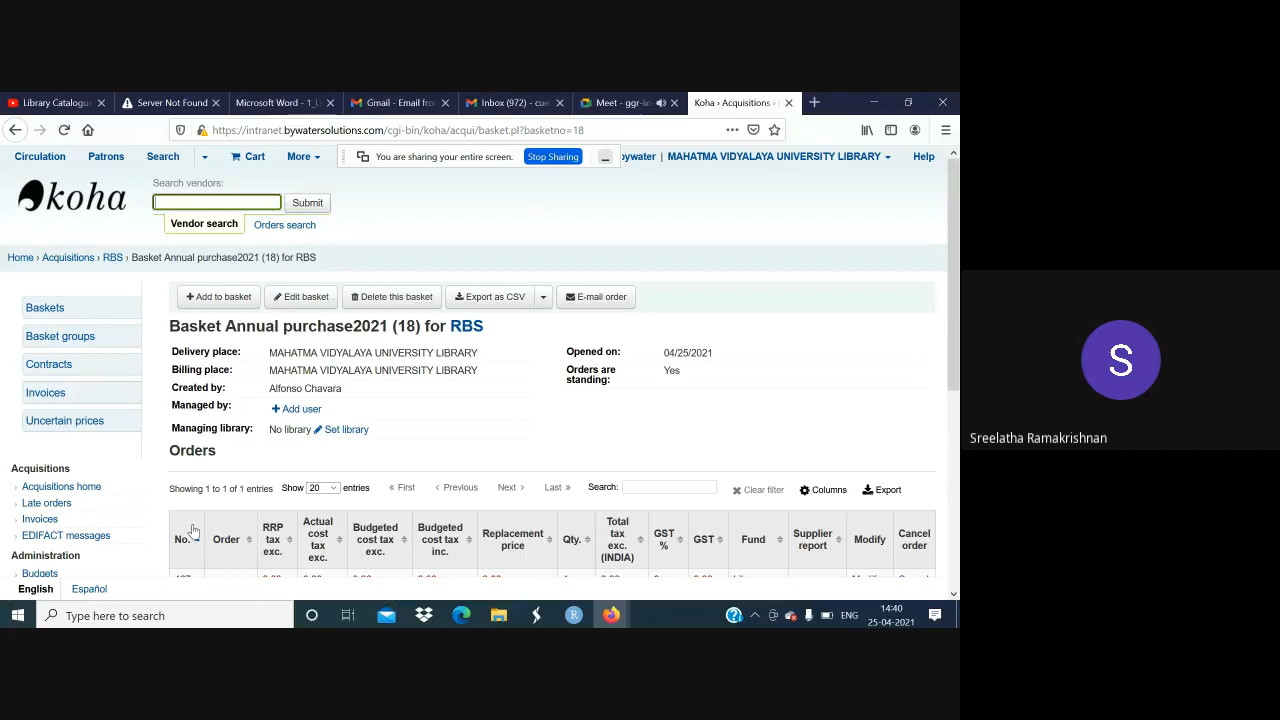 Library Catalogu
Server Not Found
Microsoft Word - 1_L
Gmail - Email fro
Inbox (972) - cue
Meet - ggr-ix
Koha › Acquisitions ›
https://intranet.bywatersolutions.com/cgi-bin/koha/acqui/basket.pl?basketno=18
Circulation Patrons Search Cart More
You are sharing your entire screen. Stop Sharing
bywater | MAHATMA VIDYALAYA UNIVERSITY LIBRARY Help
koha
Search vendors:
Submit
Vendor search Orders search
Home › Acquisitions › RBS › Basket Annual purchase2021 (18) for RBS
Baskets
Basket groups
Contracts
Invoices
Uncertain prices
Acquisitions
Acquisitions home
Late orders
Invoices
EDIFACT messages
Administration
Budgets
+ Add to basket Edit basket Delete this basket Export as CSV E-mail order
Basket Annual purchase2021 (18) for RBS
Delivery place: MAHATMA VIDYALAYA UNIVERSITY LIBRARY
Billing place: MAHATMA VIDYALAYA UNIVERSITY LIBRARY
Created by: Alfonso Chavara
Managed by: + Add user
Managing library: No library Set library
Opened on: 04/25/2021
Orders are standing: Yes
Orders
Showing 1 to 1 of 1 entries Show 20 entries First Previous Next Last Search: Clear filter Columns Export
No. Order RRP tax exc. Actual cost tax exc. Budgeted cost tax exc. Budgeted cost tax inc. Replacement price Qty. Total tax exc. (INDIA) GST % GST Fund Supplier report Modify Cancel order
English Español
Type here to search
ENG
14:40
25-04-2021
S
Sreelatha Ramakrishnan